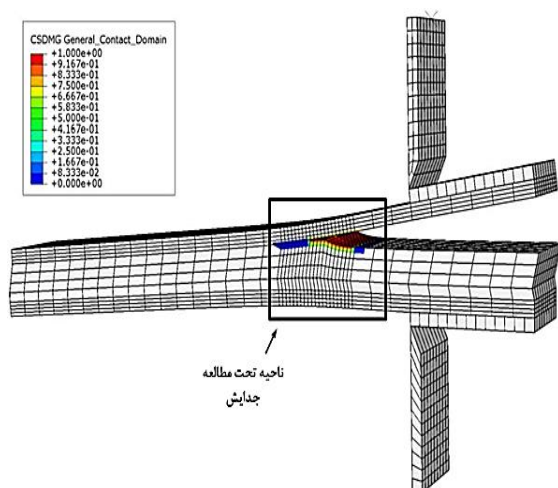 CSDMG General_Contact_Domain
+1.000e+00
+9.167e-01
+8.333e-01
+7.500e-01
+6.667e-01
+5.833e-01
+5.000e-01
+4.167e-01
+3.333e-01
+2.500e-01
+1.667e-01
+8.333e-02
+0.000e+00
ناحیه تحت مطالعه
جدایش